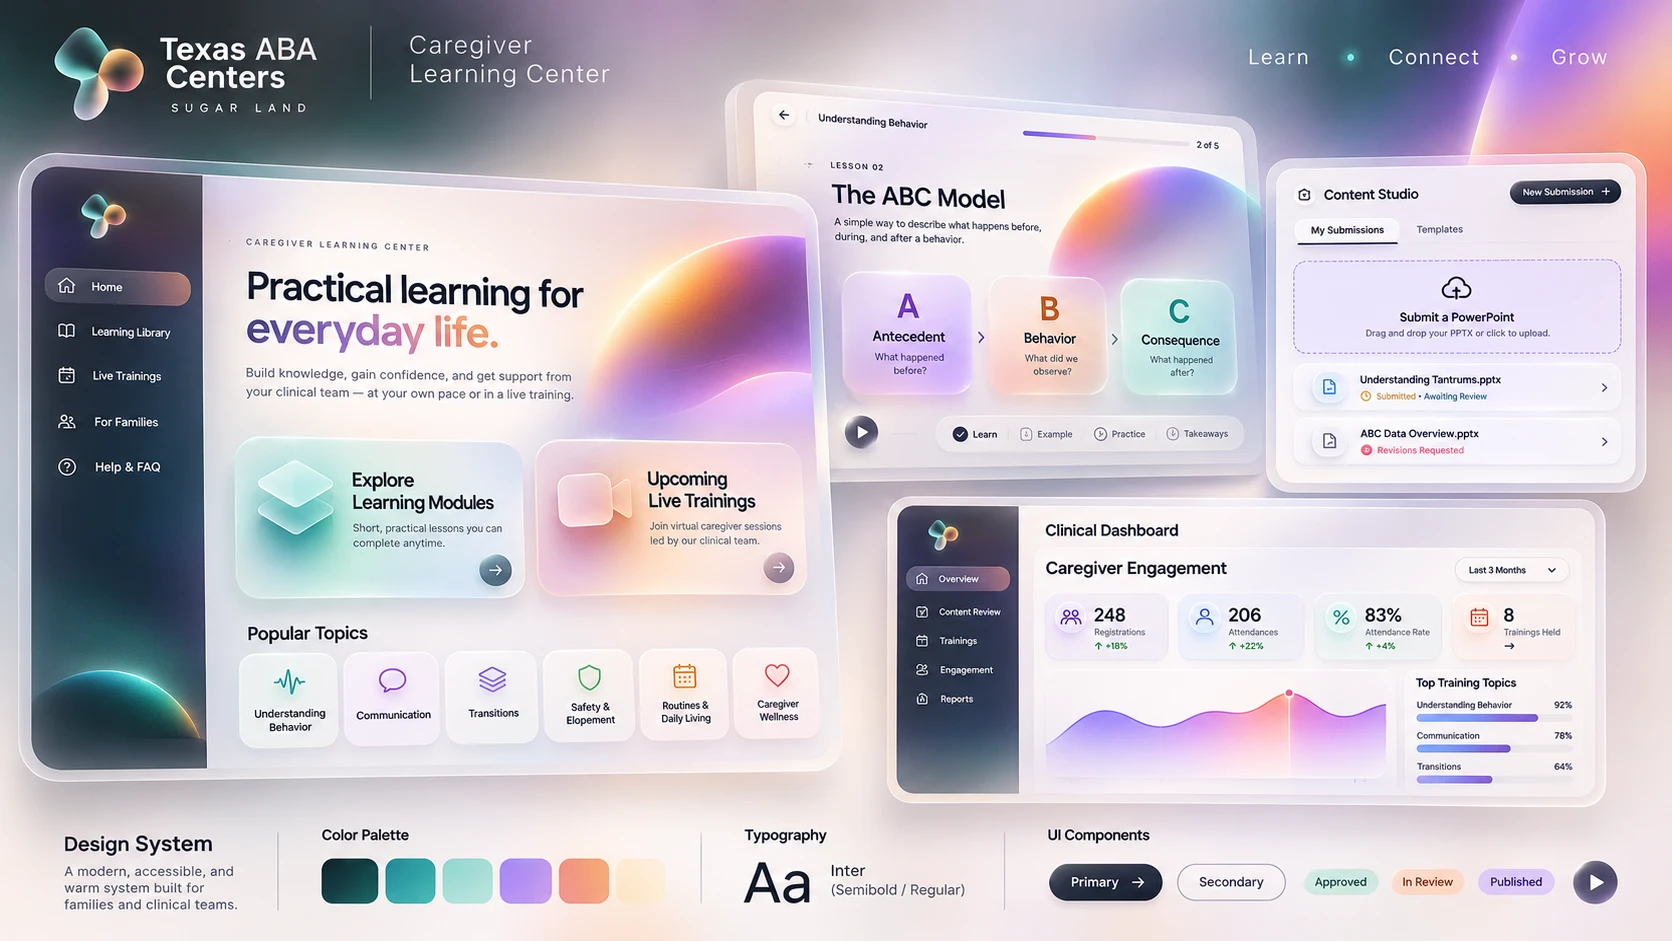 Texas ABA
Centers
SUGAR LAND
Caregiver
Learning Center
Learn • Connect • Grow
Home
Learning Library
Live Trainings
For Families
Help & FAQ
CAREGIVER LEARNING CENTER
Practical learning for
everyday life.
Build knowledge, gain confidence, and get support from
your clinical team — at your own pace or in a live training.
Explore
Learning Modules
Short, practical lessons you can
complete anytime.
Upcoming
Live Trainings
Join virtual caregiver sessions
led by our clinical team.
Popular Topics
Understanding
Behavior
Communication
Transitions
Safety &
Elopement
Routines &
Daily Living
Caregiver
Wellness
Understanding Behavior
2 of 5
LESSON 02
The ABC Model
A simple way to describe what happens before,
during, and after a behavior.
A
Antecedent
What happened
before?
B
Behavior
What did we
observe?
C
Consequence
What happened
after?
Learn
Example
Practice
Takeaways
Content Studio
New Submission +
My Submissions
Templates
Submit a PowerPoint
Drag and drop your PPTX or click to upload.
Understanding Tantrums.pptx
Submitted • Awaiting Review
ABC Data Overview.pptx
Revisions Requested
Overview
Content Review
Trainings
Engagement
Reports
Clinical Dashboard
Caregiver Engagement
Last 3 Months
248
Registrations
↑ +18%
206
Attendances
↑ +22%
83%
Attendance Rate
↑ +4%
8
Trainings Held
→
Top Training Topics
Understanding Behavior 92%
Communication 78%
Transitions 64%
Design System
A modern, accessible, and
warm system built for
families and clinical teams.
Color Palette
Typography
Aa
Inter
(Semibold / Regular)
UI Components
Primary →
Secondary
Approved
In Review
Published